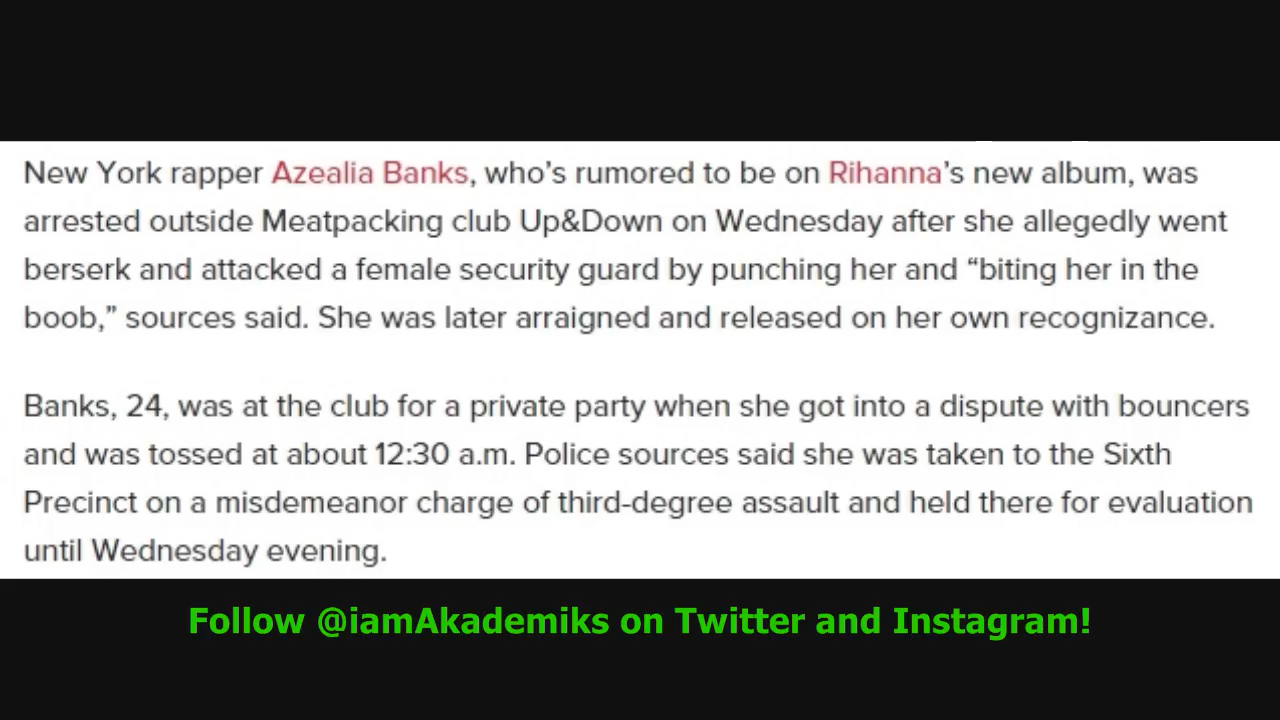 New York rapper Azealia Banks, who’s rumored to be on Rihanna’s new album, was
arrested outside Meatpacking club Up&Down on Wednesday after she allegedly went
berserk and attacked a female security guard by punching her and “biting her in the
boob,” sources said. She was later arraigned and released on her own recognizance.
Banks, 24, was at the club for a private party when she got into a dispute with bouncers
and was tossed at about 12:30 a.m. Police sources said she was taken to the Sixth
Precinct on a misdemeanor charge of third-degree assault and held there for evaluation
until Wednesday evening.
Follow @iamAkademiks on Twitter and Instagram!